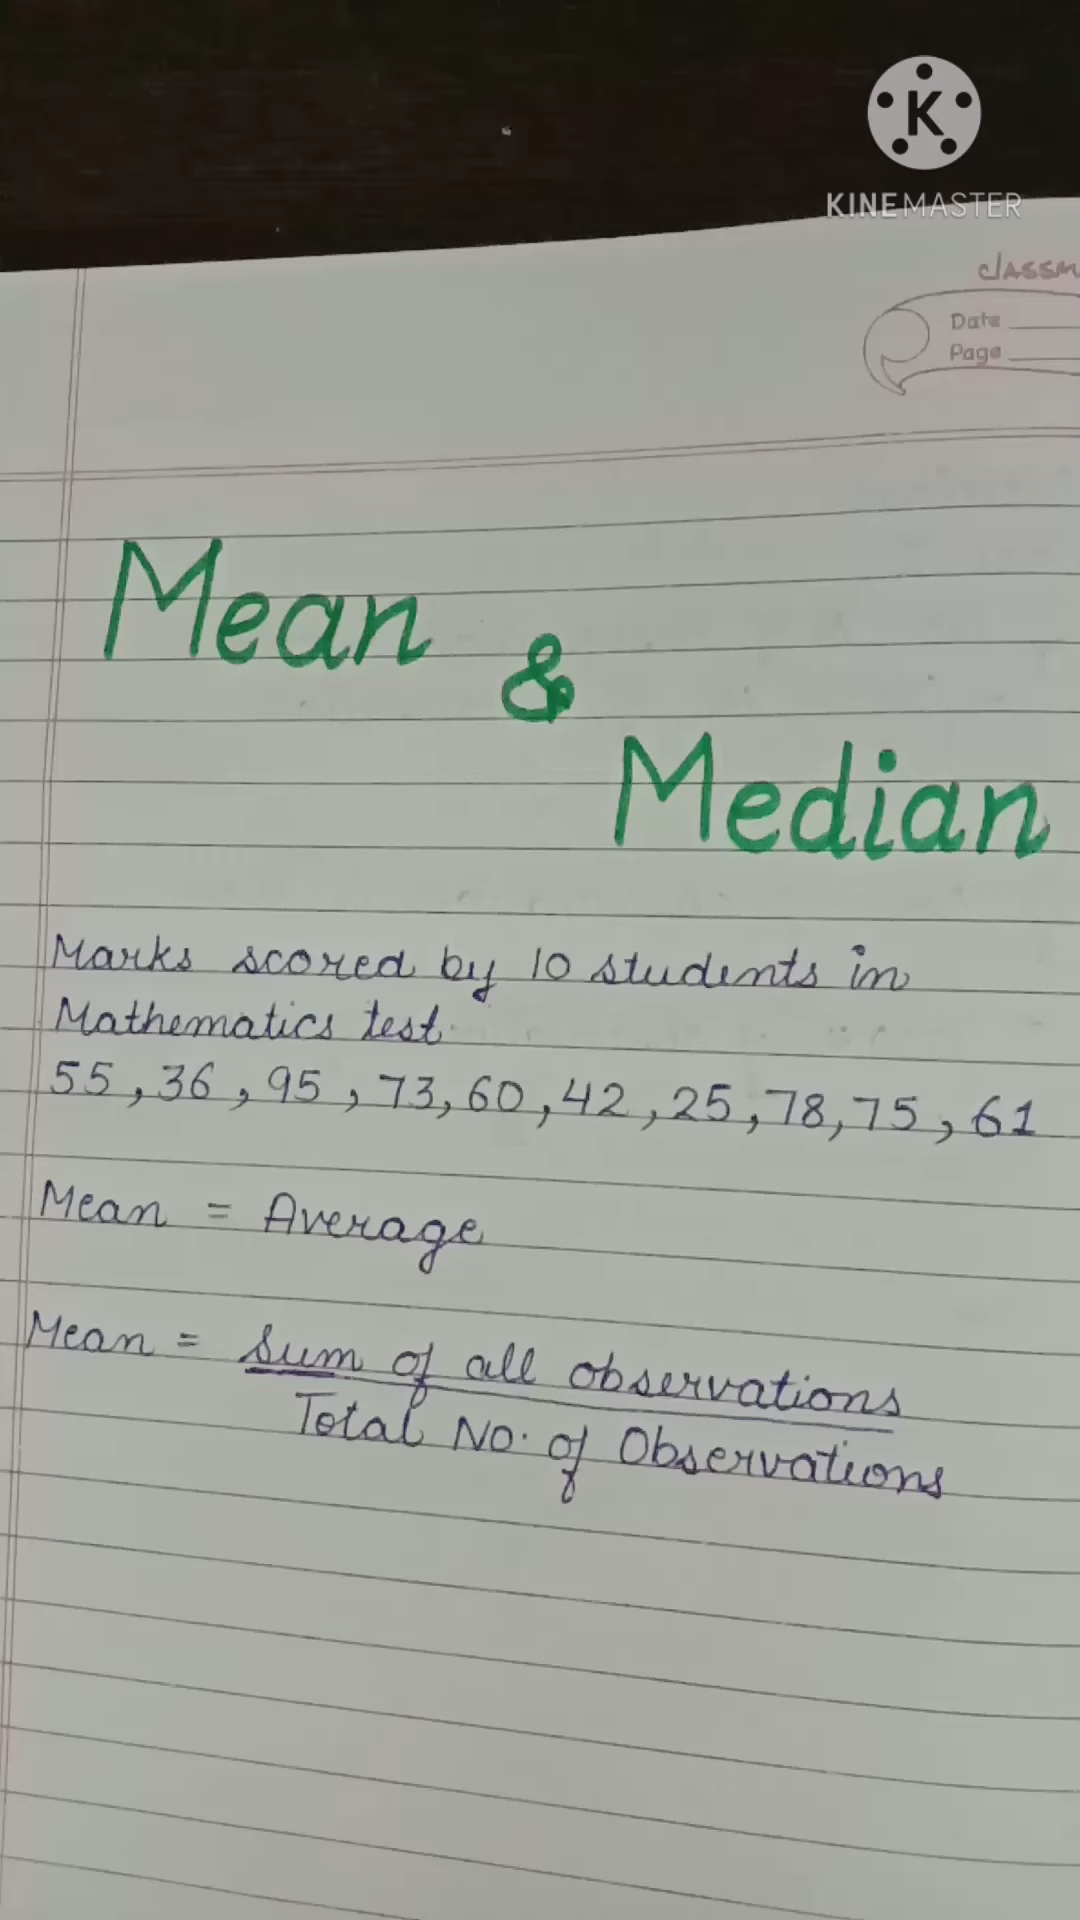 K
KINEMASTER
classm
Date
Page
Mean
&
Median
Marks scored by 10 students in
Mathematics test.
55, 36, 95, 73, 60, 42, 25, 78, 75, 61
Mean = Average
Mean = Sum of all observations
Total No. of Observations